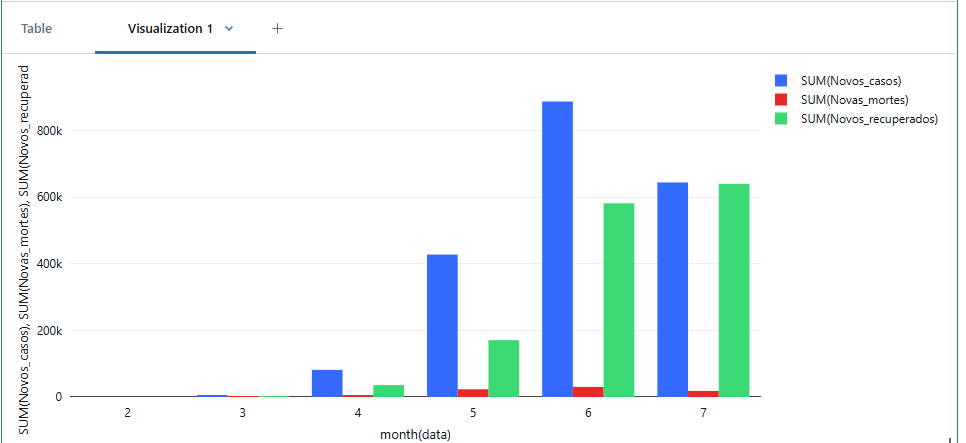 Table
Visualization 1
SUM(Novos_casos)
SUM(Novas_mortes)
SUM(Novos_recuperados)
SUM(Novos_casos), SUM(Novas_mortes), SUM(Novos_recuperad
800k
600k
400k
200k
0
2 3 4 5 6 7
month(data)